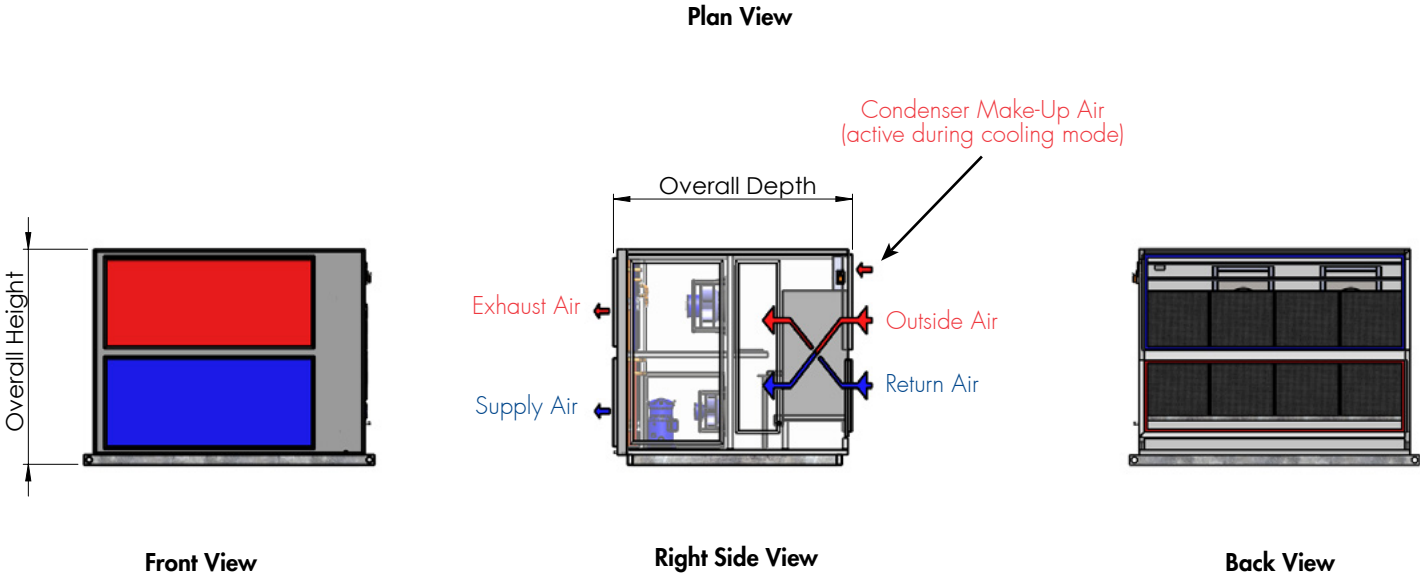 Plan View
Condenser Make-Up Air
(active during cooling mode)
Overall Depth
Overall Height
Exhaust Air
Outside Air
Return Air
Supply Air
Front View
Right Side View
Back View